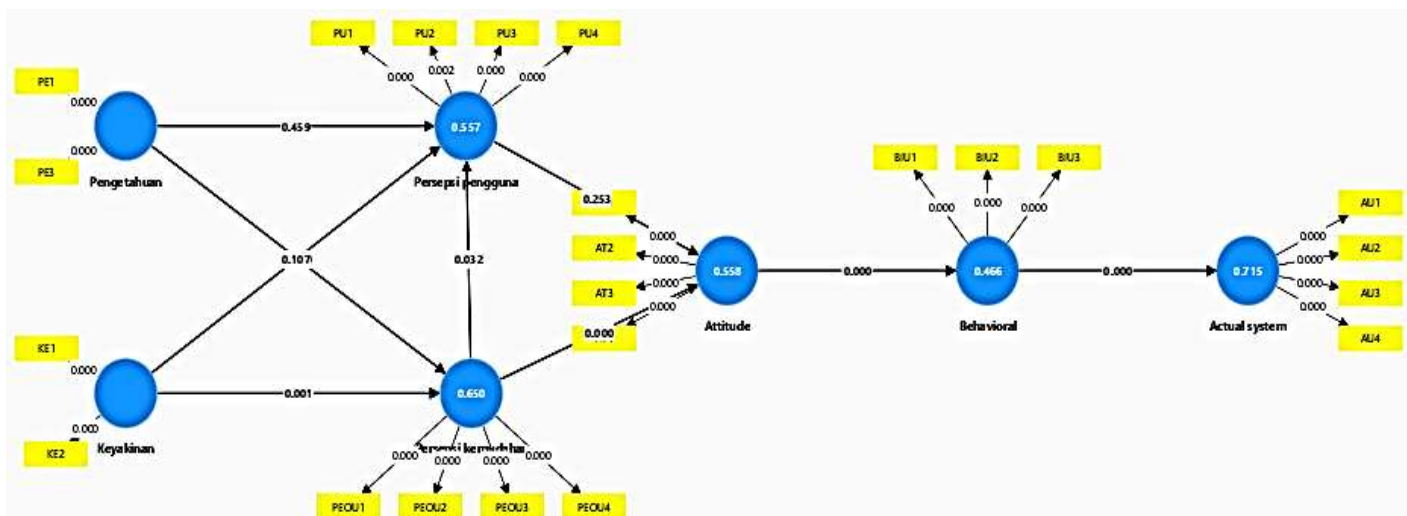 PU1 PU2 PU3 PU4
0.000 0.002 0.000 0.000
PE1
0.000
0.459
0.557
0.000
PE3
Pengetahuan
Persepsi pengguna
BIU1 BIU2 BIU3
0.253
0.000 0.000 0.000
AU1
0.000
AT2
0.000
0.107
0.032
0.000
AT3
0.000
0.558
0.000
0.466
0.000
0.715
0.000
AU2
0.000
AU3
0.000
AU4
Attitude
Behavioral
Actual system
0.000
KE1
0.000
0.001
0.650
0.000
KE2
Keyakinan
Persepsi
0.000 0.000 0.000 0.000
PEOU1 PEOU2 PEOU3 PEOU4